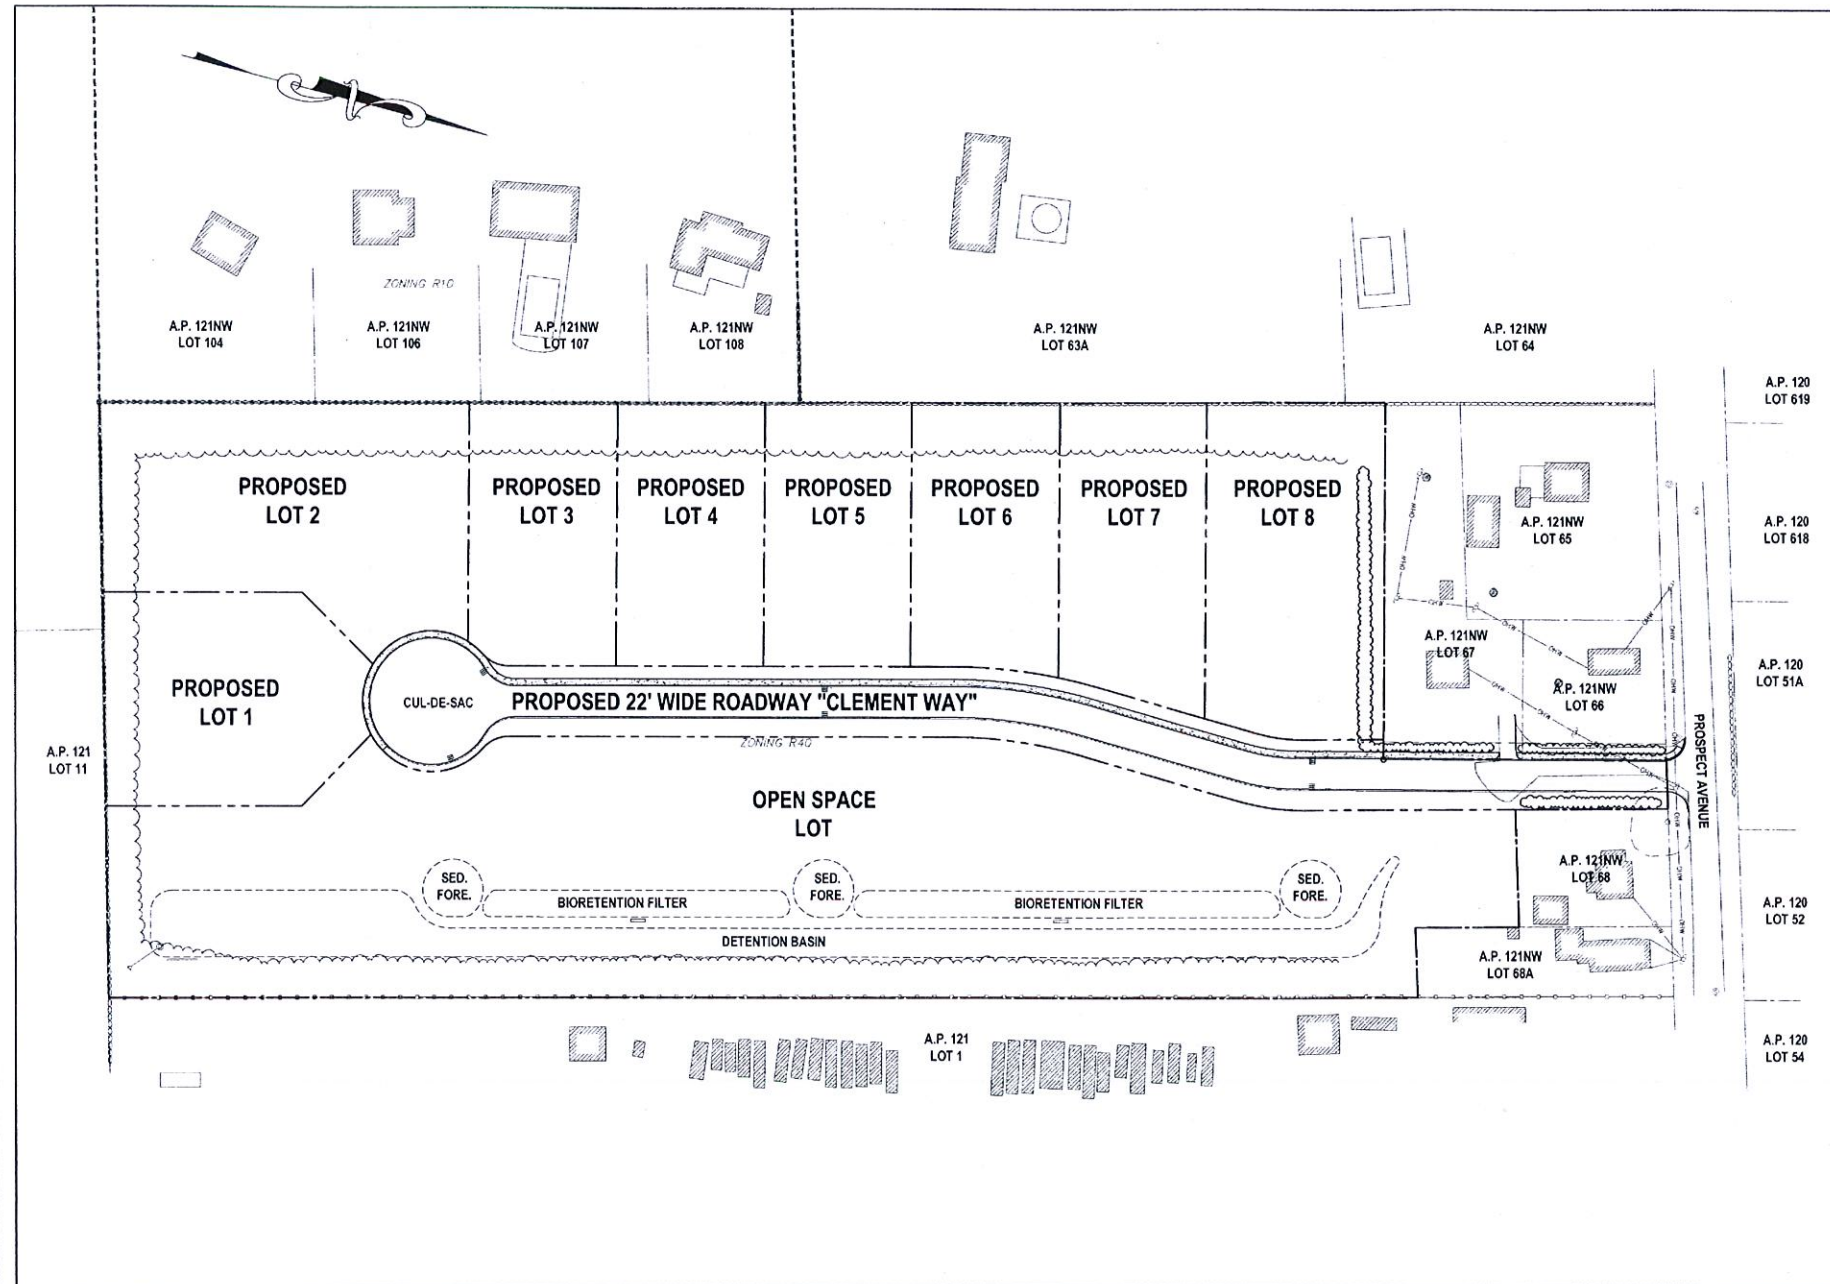 ZONING R10
A.P. 121NW
LOT 104
A.P. 121NW
LOT 106
A.P. 121NW
LOT 107
A.P. 121NW
LOT 108
A.P. 121NW
LOT 63A
A.P. 121NW
LOT 64
A.P. 120
LOT 619
PROPOSED
LOT 2
PROPOSED
LOT 3
PROPOSED
LOT 4
PROPOSED
LOT 5
PROPOSED
LOT 6
PROPOSED
LOT 7
PROPOSED
LOT 8
A.P. 121NW
LOT 65
A.P. 120
LOT 618
OHW
OHW
OHW
OHW
OHW
A.P. 121NW
LOT 67
A.P. 121NW
LOT 66
A.P. 120
LOT 51A
PROPOSED
LOT 1
CUL-DE-SAC
PROPOSED 22' WIDE ROADWAY "CLEMENT WAY"
ZONING R40
A.P. 121
LOT 11
PROSPECT AVENUE
OPEN SPACE
LOT
SED.
FORE.
BIORETENTION FILTER
SED.
FORE.
BIORETENTION FILTER
SED.
FORE.
DETENTION BASIN
A.P. 121NW
LOT 68
A.P. 120
LOT 52
A.P. 121NW
LOT 68A
A.P. 121
LOT 1
A.P. 120
LOT 54